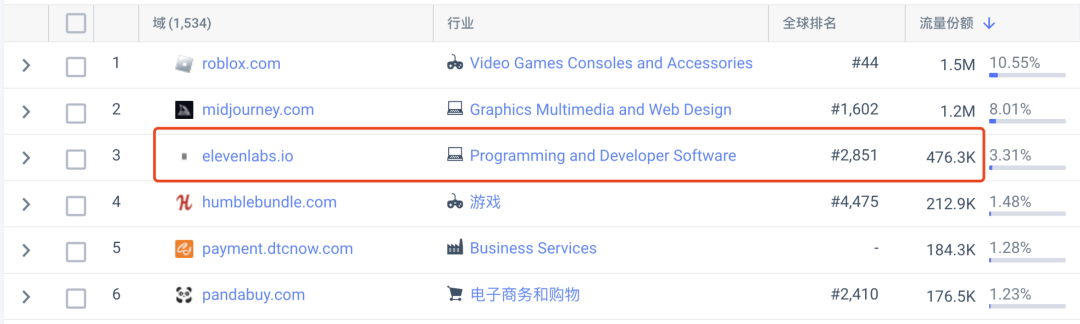 域 (1,534) 行业 全球排名 流量份额
1 roblox.com Video Games Consoles and Accessories #44 1.5M 10.55%
2 midjourney.com Graphics Multimedia and Web Design #1,602 1.2M 8.01%
3 elevenlabs.io Programming and Developer Software #2,851 476.3K 3.31%
4 humblebundle.com 游戏 #4,475 212.9K 1.48%
5 payment.dtcnow.com Business Services - 184.3K 1.28%
6 pandabuy.com 电子商务和购物 #2,410 176.5K 1.23%